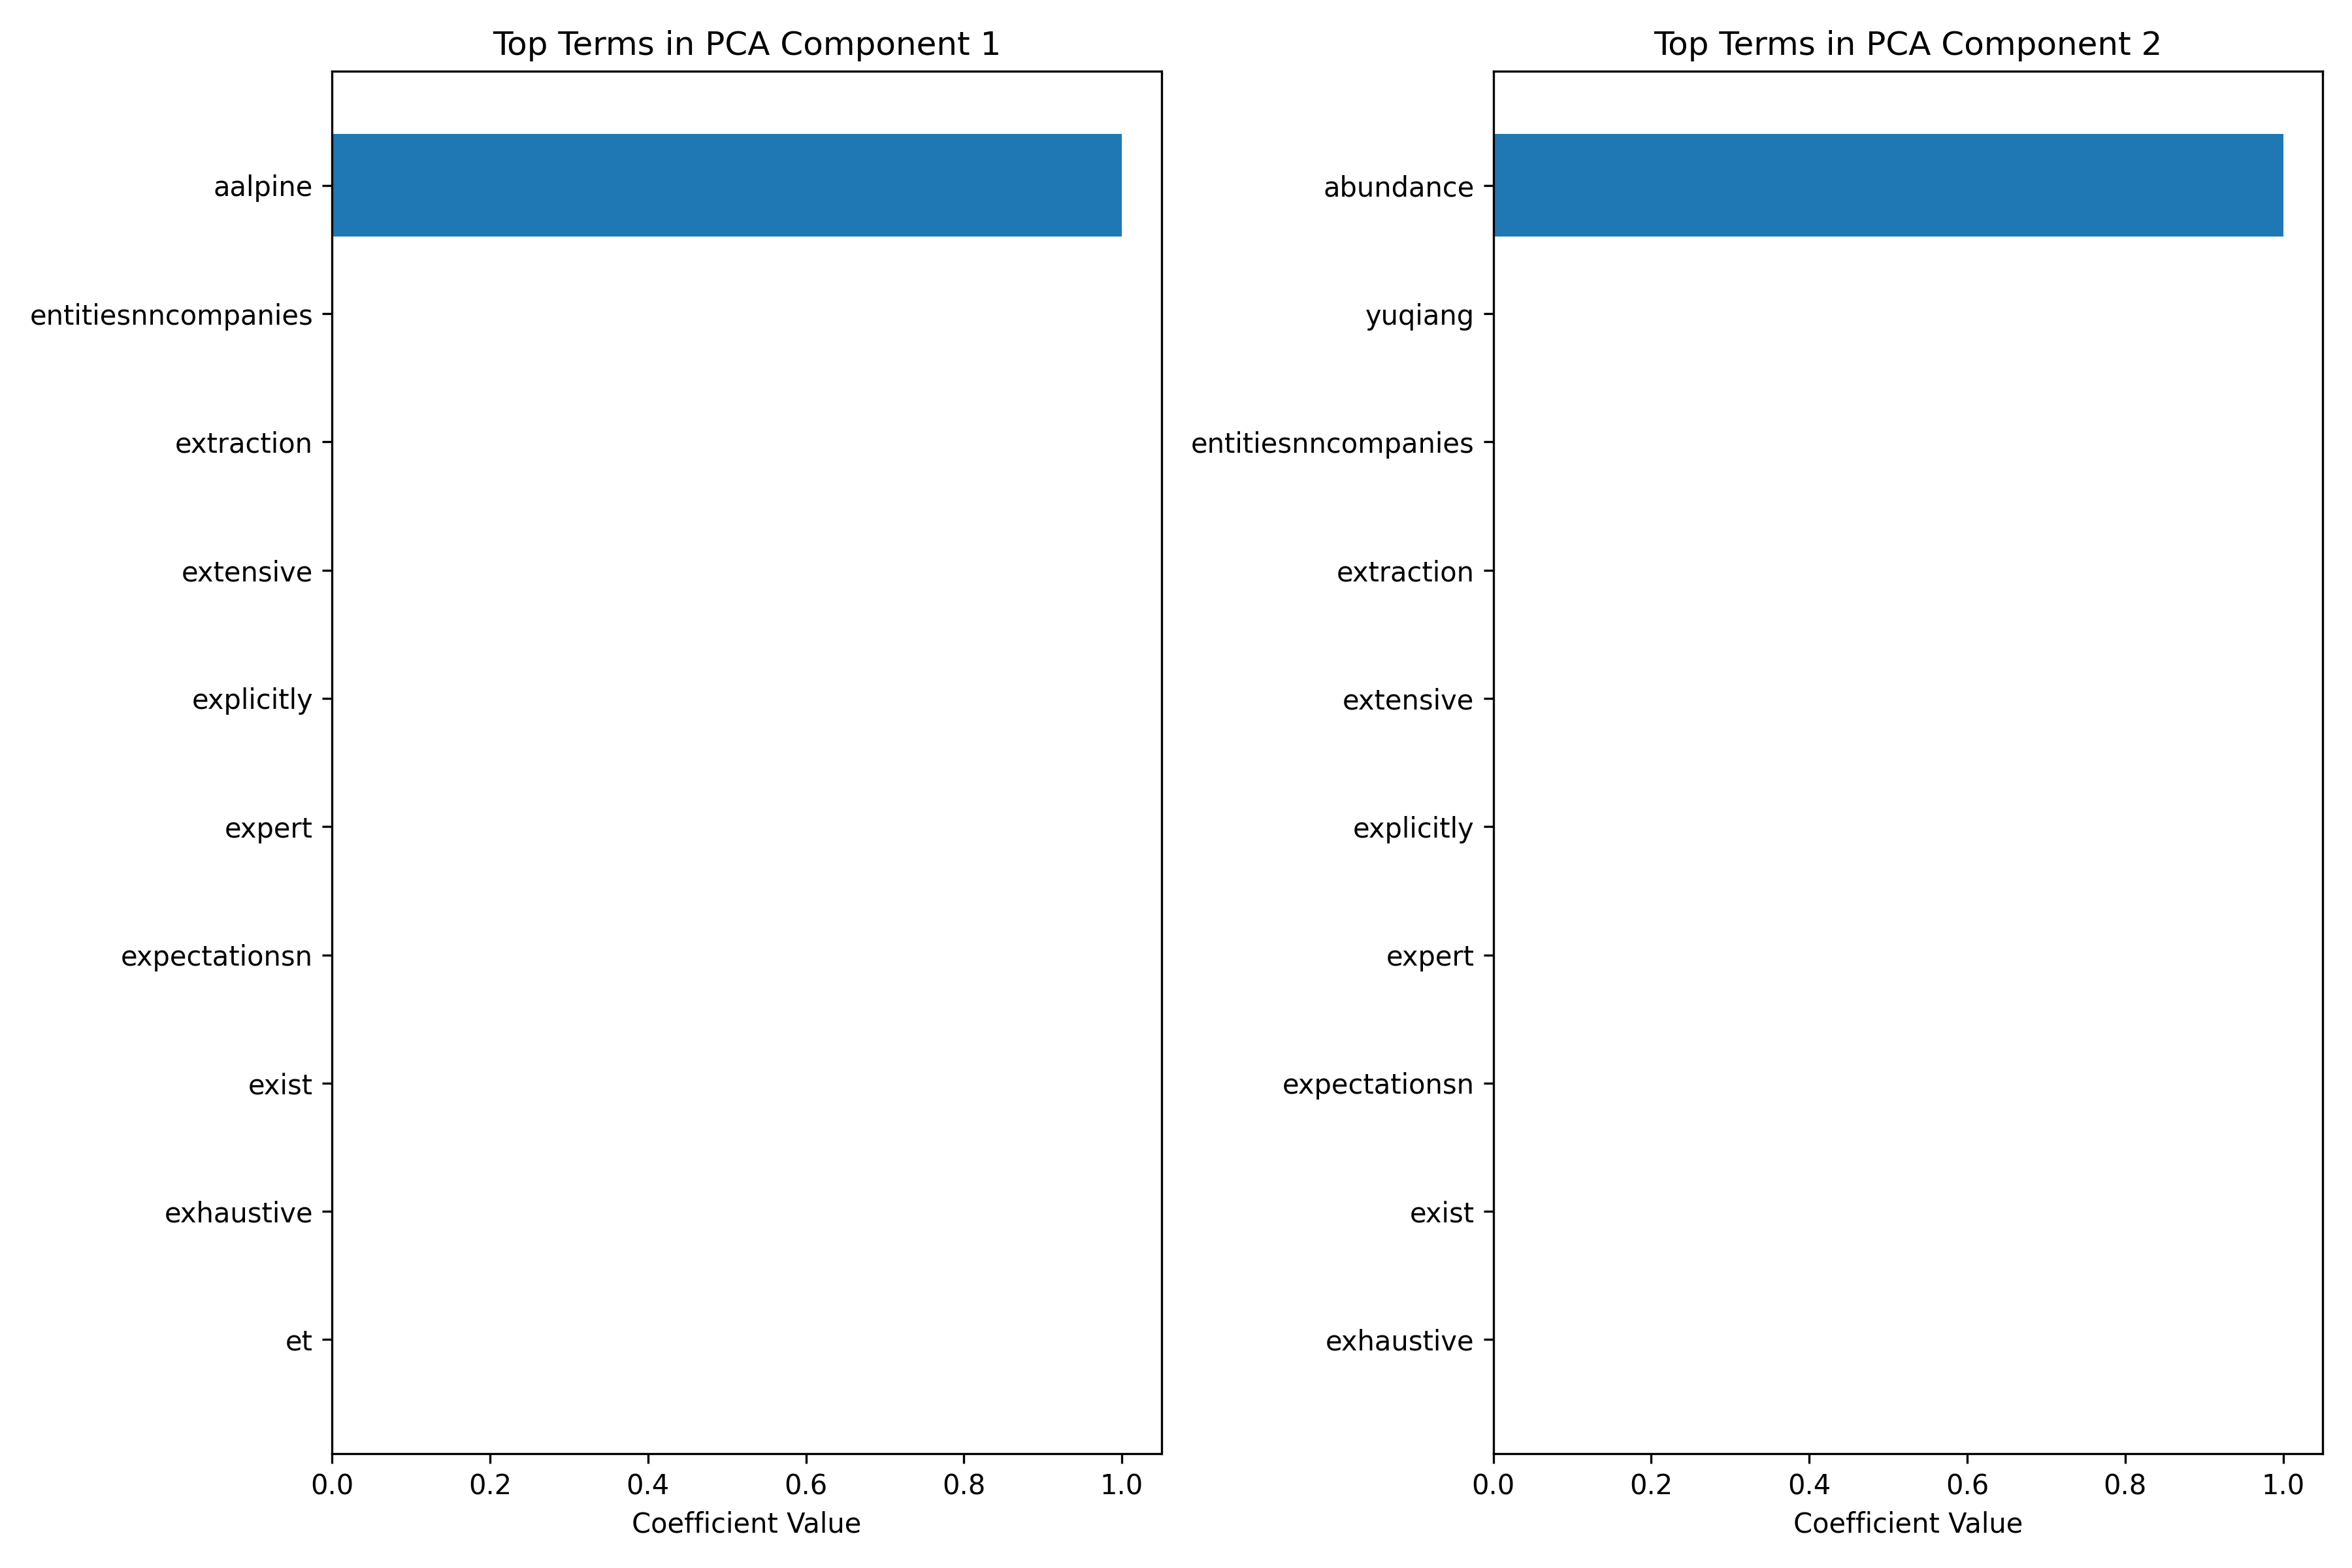 Top Terms in PCA Component 1
aalpine
entitiesnncompanies
extraction
extensive
explicitly
expert
expectationsn
exist
exhaustive
et
0.0 0.2 0.4 0.6 0.8 1.0
Coefficient Value
Top Terms in PCA Component 2
abundance
yuqiang
entitiesnncompanies
extraction
extensive
explicitly
expert
expectationsn
exist
exhaustive
0.0 0.2 0.4 0.6 0.8 1.0
Coefficient Value